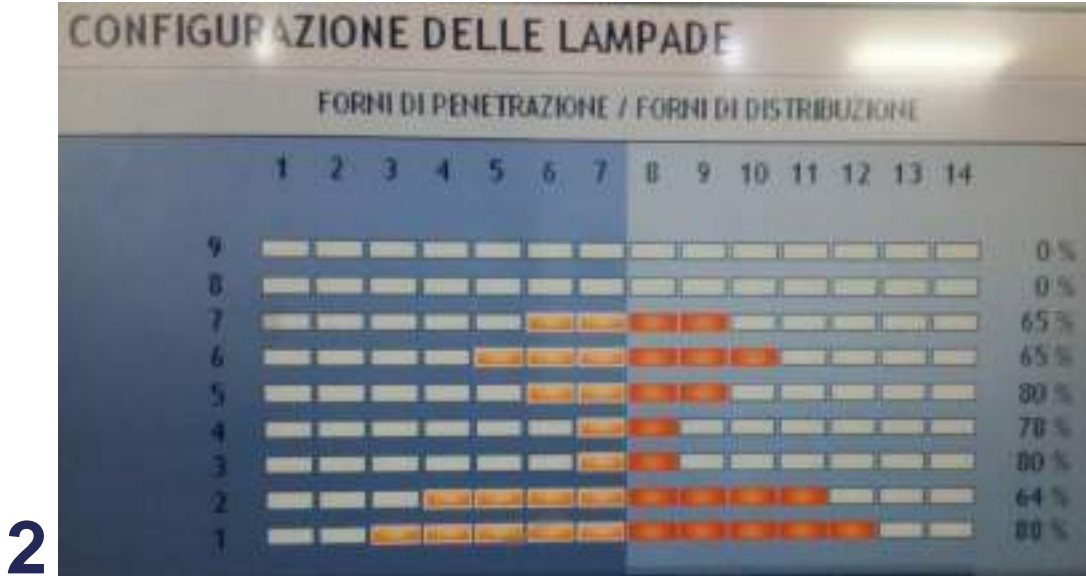 CONFIGURAZIONE DELLE LAMPADE
FORNI DI PENETRAZIONE / FORNI DI DISTRIBUZIONE
1 2 3 4 5 6 7 8 9 10 11 12 13 14
9 0 %
8 0 %
7 65 %
6 65 %
5 80 %
4 78 %
3 80 %
2 64 %
1 80 %
2